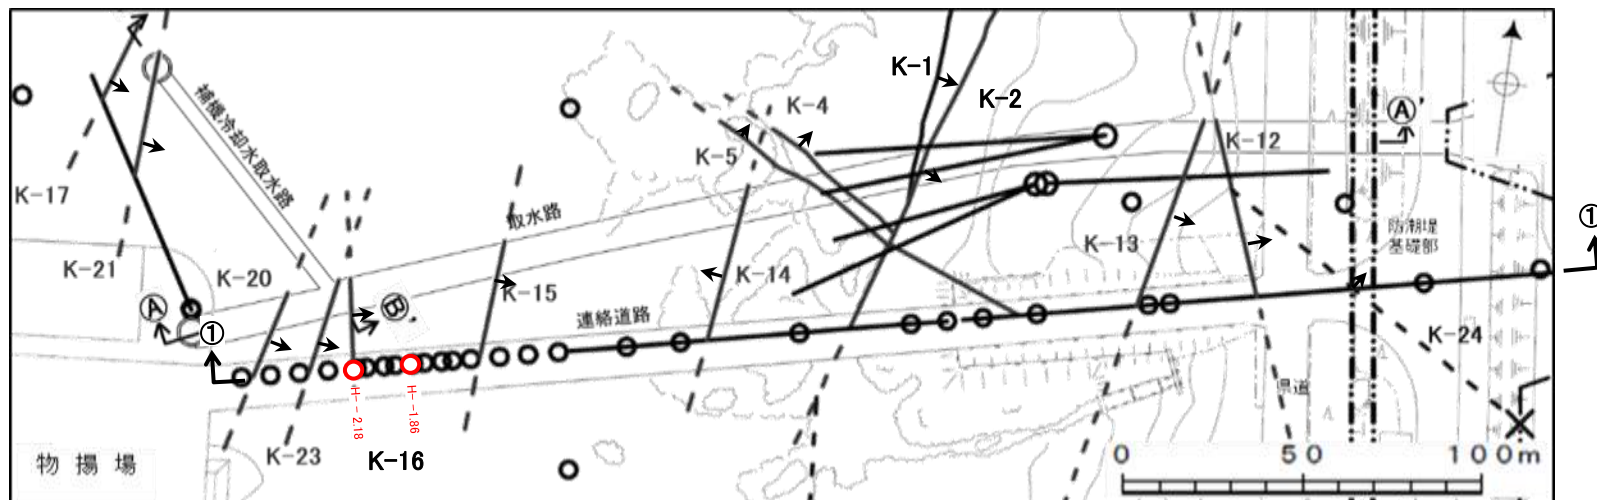 K-1
K-2
K-4
K-5
K-12
Ⓐ'
補機冷却水取水路
K-17
取水路
①
防潮堤
基礎部
K-13
K-21
K-20
K-14
K-15
Ⓐ
Ⓑ'
①
連絡道路
K-24
県道
H--2.18
H--1.86
K-23
K-16
物揚場
0 50 100m